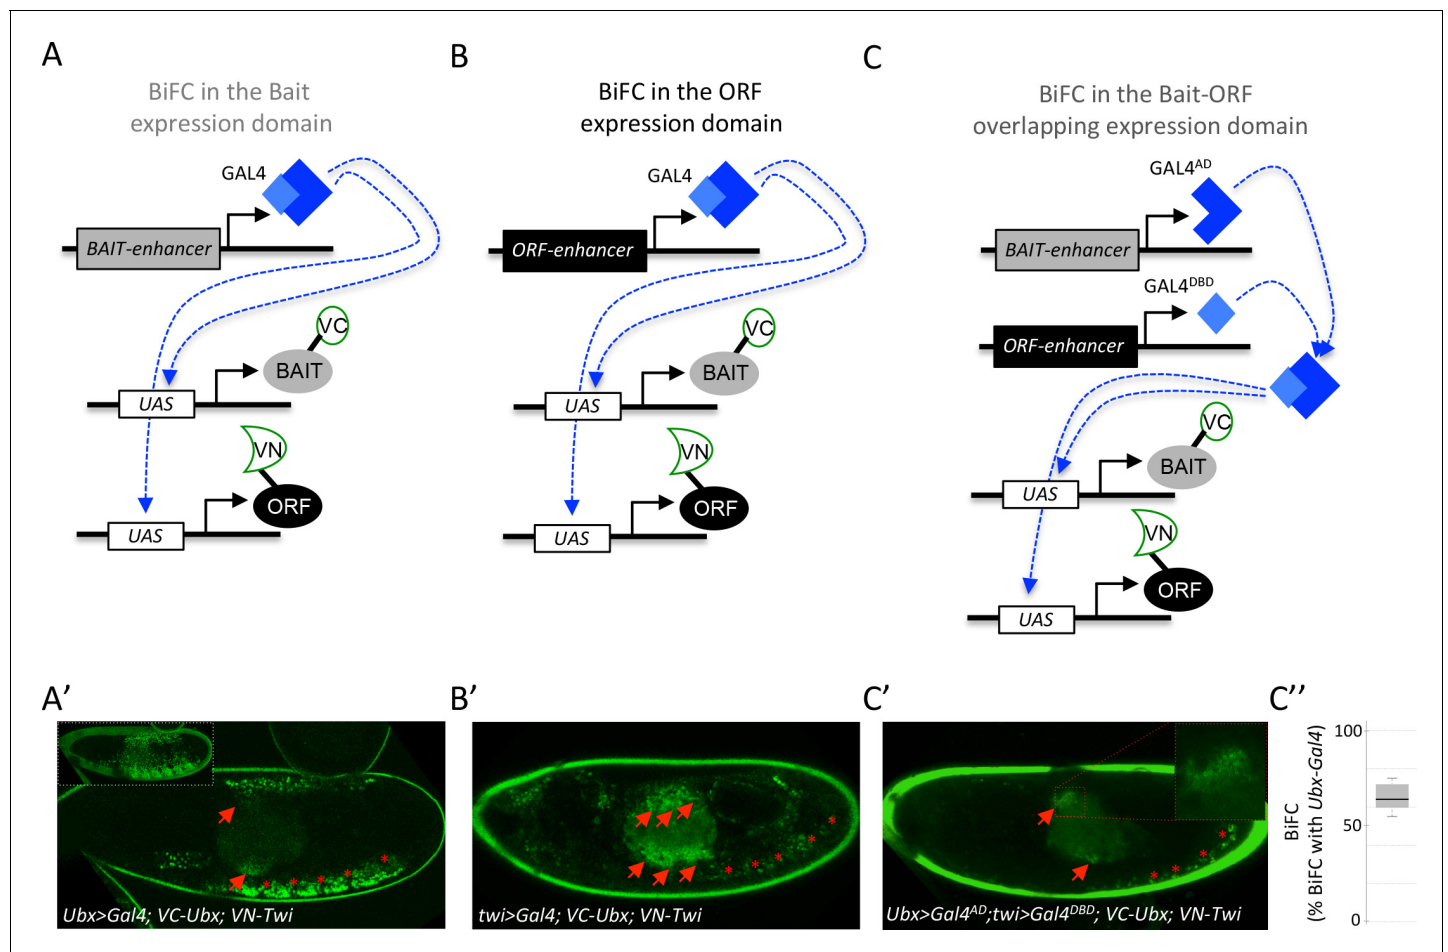 A
BiFC in the Bait
expression domain
GAL4
BAIT-enhancer
VC
BAIT
UAS
VN
ORF
UAS
B
BiFC in the ORF
expression domain
GAL4
ORF-enhancer
VC
BAIT
UAS
VN
ORF
UAS
C
BiFC in the Bait-ORF
overlapping expression domain
GAL4ᴬᴰ
BAIT-enhancer
GAL4ᴰᴮᴰ
ORF-enhancer
VC
BAIT
UAS
VN
ORF
UAS
A’
* * * * *
Ubx>Gal4; VC-Ubx; VN-Twi
B’
* * * * *
twi>Gal4; VC-Ubx; VN-Twi
C’
* * * * *
Ubx>Gal4ᴬᴰ;twi>Gal4ᴰᴮᴰ; VC-Ubx; VN-Twi
C’’
BiFC
(% BiFC with Ubx-Gal4)
100
50
0